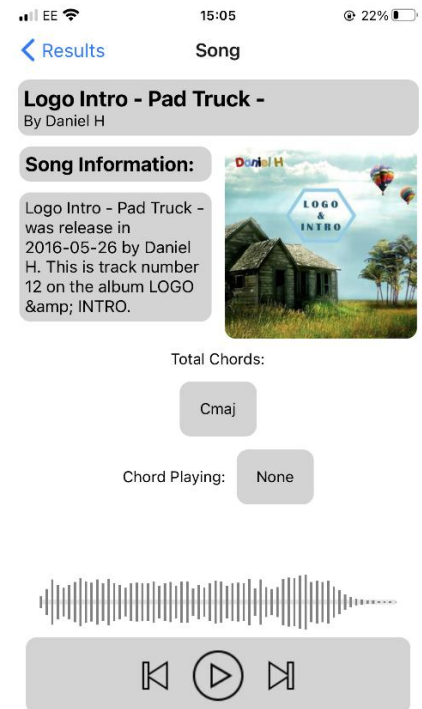 EE 15:05 22%
Results Song
Logo Intro - Pad Truck -
By Daniel H
Song Information:
Logo Intro - Pad Truck -
was release in
2016-05-26 by Daniel
H. This is track number
12 on the album LOGO
&amp; INTRO.
Daniel H
LOGO
&
INTRO
Total Chords:
Cmaj
Chord Playing: None